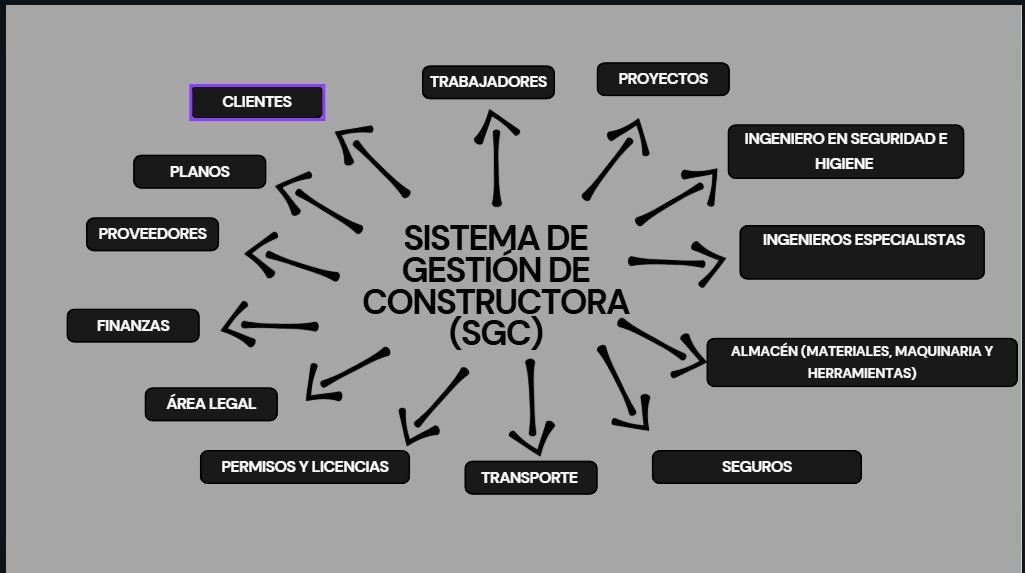 TRABAJADORES
PROYECTOS
CLIENTES
INGENIERO EN SEGURIDAD E
HIGIENE
PLANOS
PROVEEDORES
INGENIEROS ESPECIALISTAS
SISTEMA DE
GESTIÓN DE
CONSTRUCTORA
(SGC)
FINANZAS
ALMACÉN (MATERIALES, MAQUINARIA Y
HERRAMIENTAS)
ÁREA LEGAL
PERMISOS Y LICENCIAS
TRANSPORTE
SEGUROS